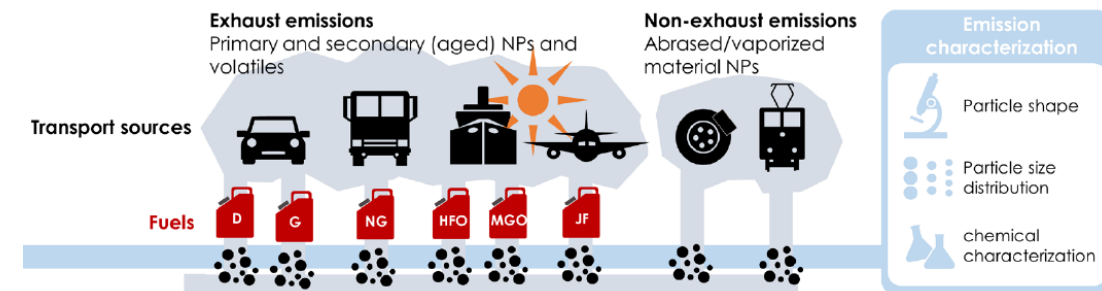 Exhaust emissions
Primary and secondary (aged) NPs and
volatiles
Non-exhaust emissions
Abrased/vaporized
material NPs
Emission
characterization
Transport sources
Particle shape
Particle size
distribution
Fuels
D
G
NG
HFO
MGO
JF
chemical
characterization